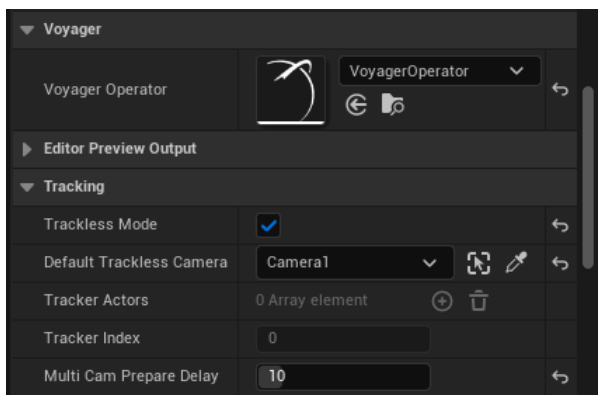 Voyager
Voyager Operator
VoyagerOperator
Editor Preview Output
Tracking
Trackless Mode
Default Trackless Camera Camera1
Tracker Actors 0 Array element
Tracker Index 0
Multi Cam Prepare Delay 10